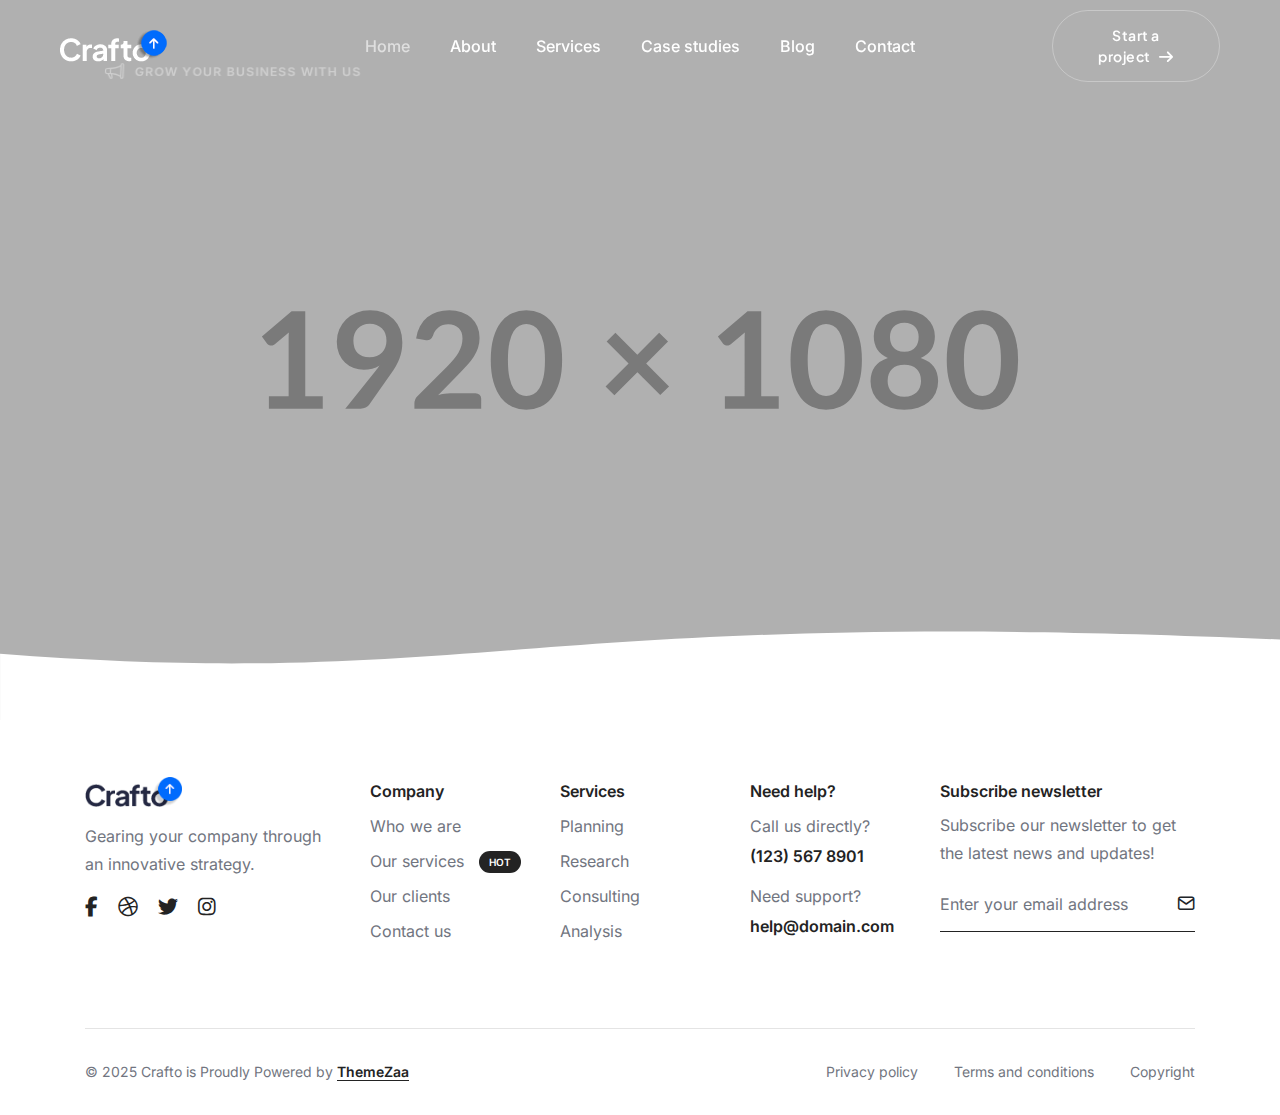 Crafto
Home About Services Case studies Blog Contact
Start a
project
GROW YOUR BUSINESS WITH US
1920 × 1080
Crafto
Gearing your company through
an innovative strategy.
Company
Who we are
Our services HOT
Our clients
Contact us
Services
Planning
Research
Consulting
Analysis
Need help?
Call us directly?
(123) 567 8901
Need support?
help@domain.com
Subscribe newsletter
Subscribe our newsletter to get
the latest news and updates!
Enter your email address
© 2025 Crafto is Proudly Powered by ThemeZaa
Privacy policy Terms and conditions Copyright